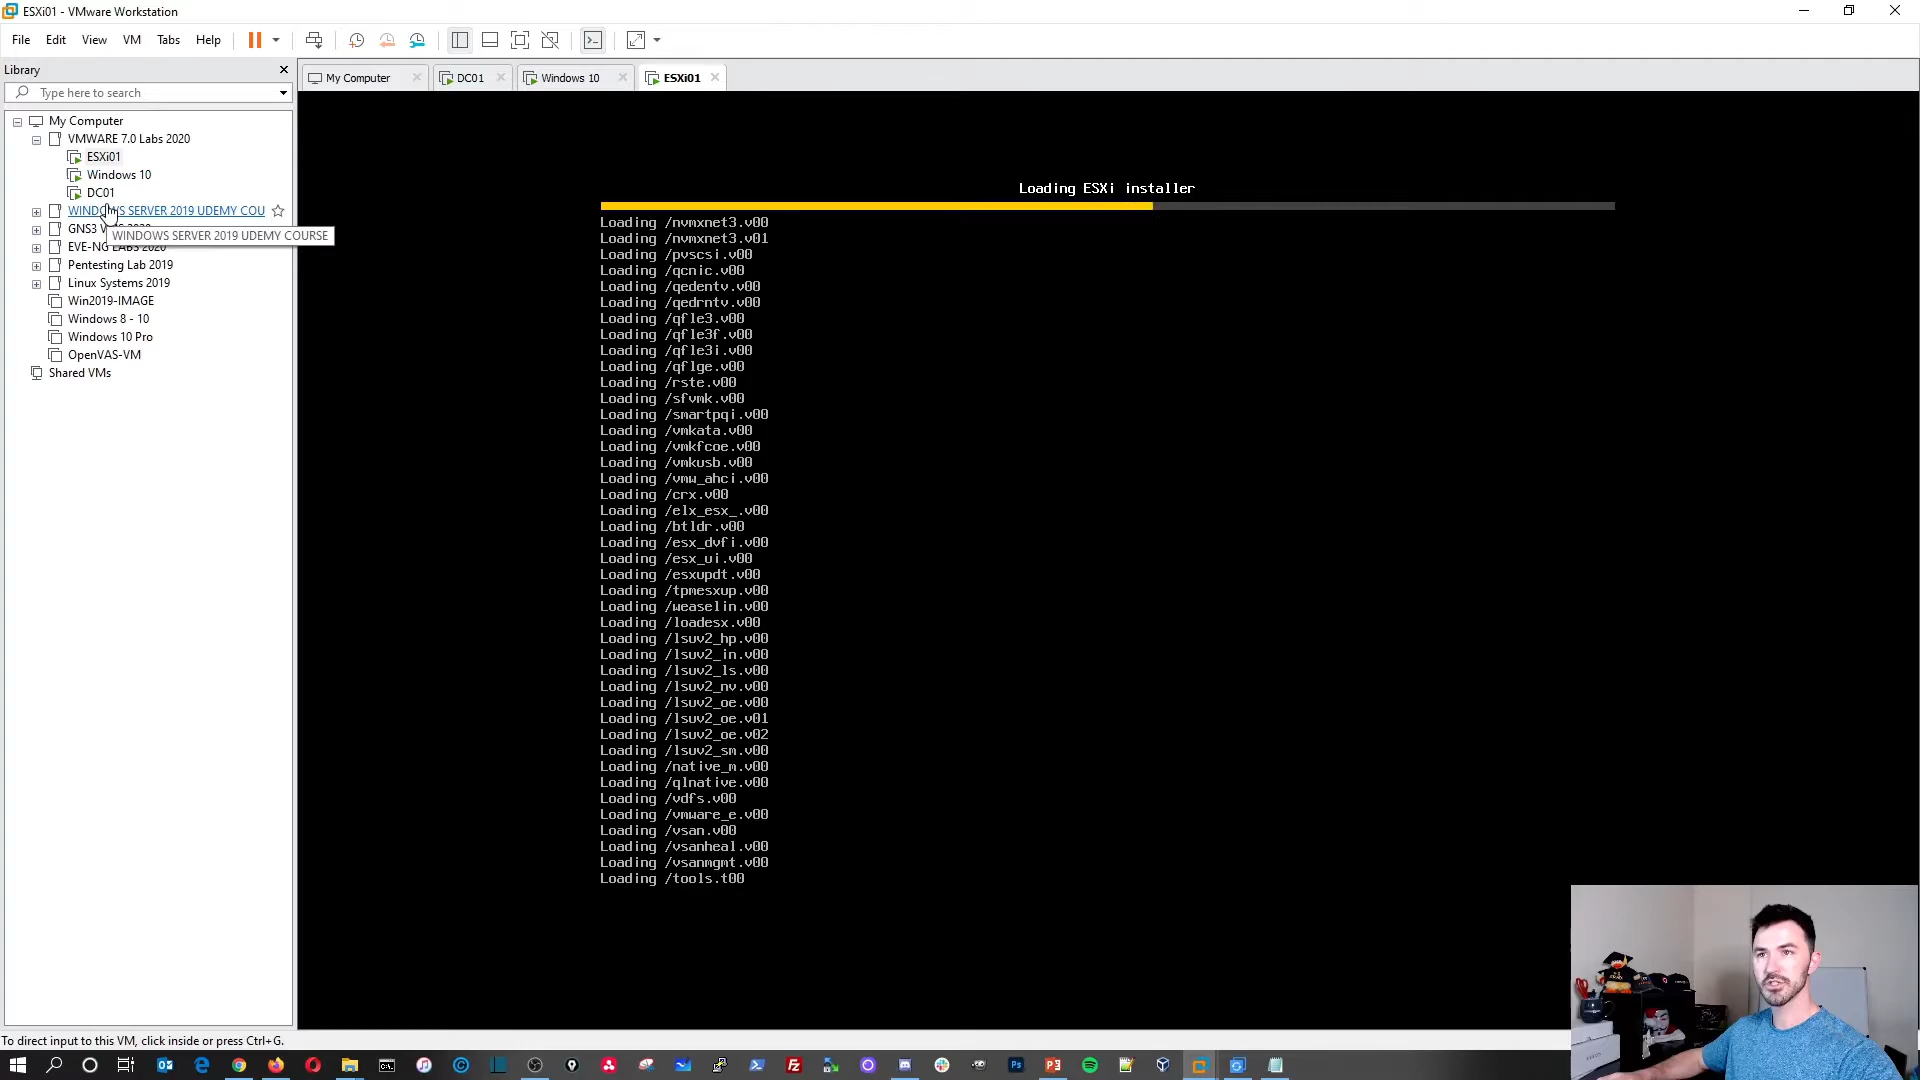 ESXi01 - VMware Workstation
File Edit View VM Tabs Help
Library
Type here to search
My Computer
VMWARE 7.0 Labs 2020
ESXi01
Windows 10
DC01
WINDOWS SERVER 2019 UDEMY COU
WINDOWS SERVER 2019 UDEMY COURSE
GNS3
EVE-NG LABS 2020
Pentesting Lab 2019
Linux Systems 2019
Win2019-IMAGE
Windows 8 - 10
Windows 10 Pro
OpenVAS-VM
Shared VMs
My Computer DC01 Windows 10 ESXi01
Loading ESXi installer
Loading /nvmxnet3.v00
Loading /nvmxnet3.v01
Loading /pvscsi.v00
Loading /qcnic.v00
Loading /qedentv.v00
Loading /qedrntv.v00
Loading /qfle3.v00
Loading /qfle3f.v00
Loading /qfle3i.v00
Loading /qflge.v00
Loading /rste.v00
Loading /sfvmk.v00
Loading /smartpqi.v00
Loading /vmkata.v00
Loading /vmkfcoe.v00
Loading /vmkusb.v00
Loading /vmw_ahci.v00
Loading /crx.v00
Loading /elx_esx_.v00
Loading /btldr.v00
Loading /esx_dvfi.v00
Loading /esx_ui.v00
Loading /esxupdt.v00
Loading /tpmesxup.v00
Loading /weaselin.v00
Loading /loadesx.v00
Loading /lsuv2_hp.v00
Loading /lsuv2_in.v00
Loading /lsuv2_ls.v00
Loading /lsuv2_nv.v00
Loading /lsuv2_oe.v00
Loading /lsuv2_oe.v01
Loading /lsuv2_oe.v02
Loading /lsuv2_sm.v00
Loading /native_m.v00
Loading /qlnative.v00
Loading /vdfs.v00
Loading /vmware_e.v00
Loading /vsan.v00
Loading /vsanheal.v00
Loading /vsanmgmt.v00
Loading /tools.t00
To direct input to this VM, click inside or press Ctrl+G.